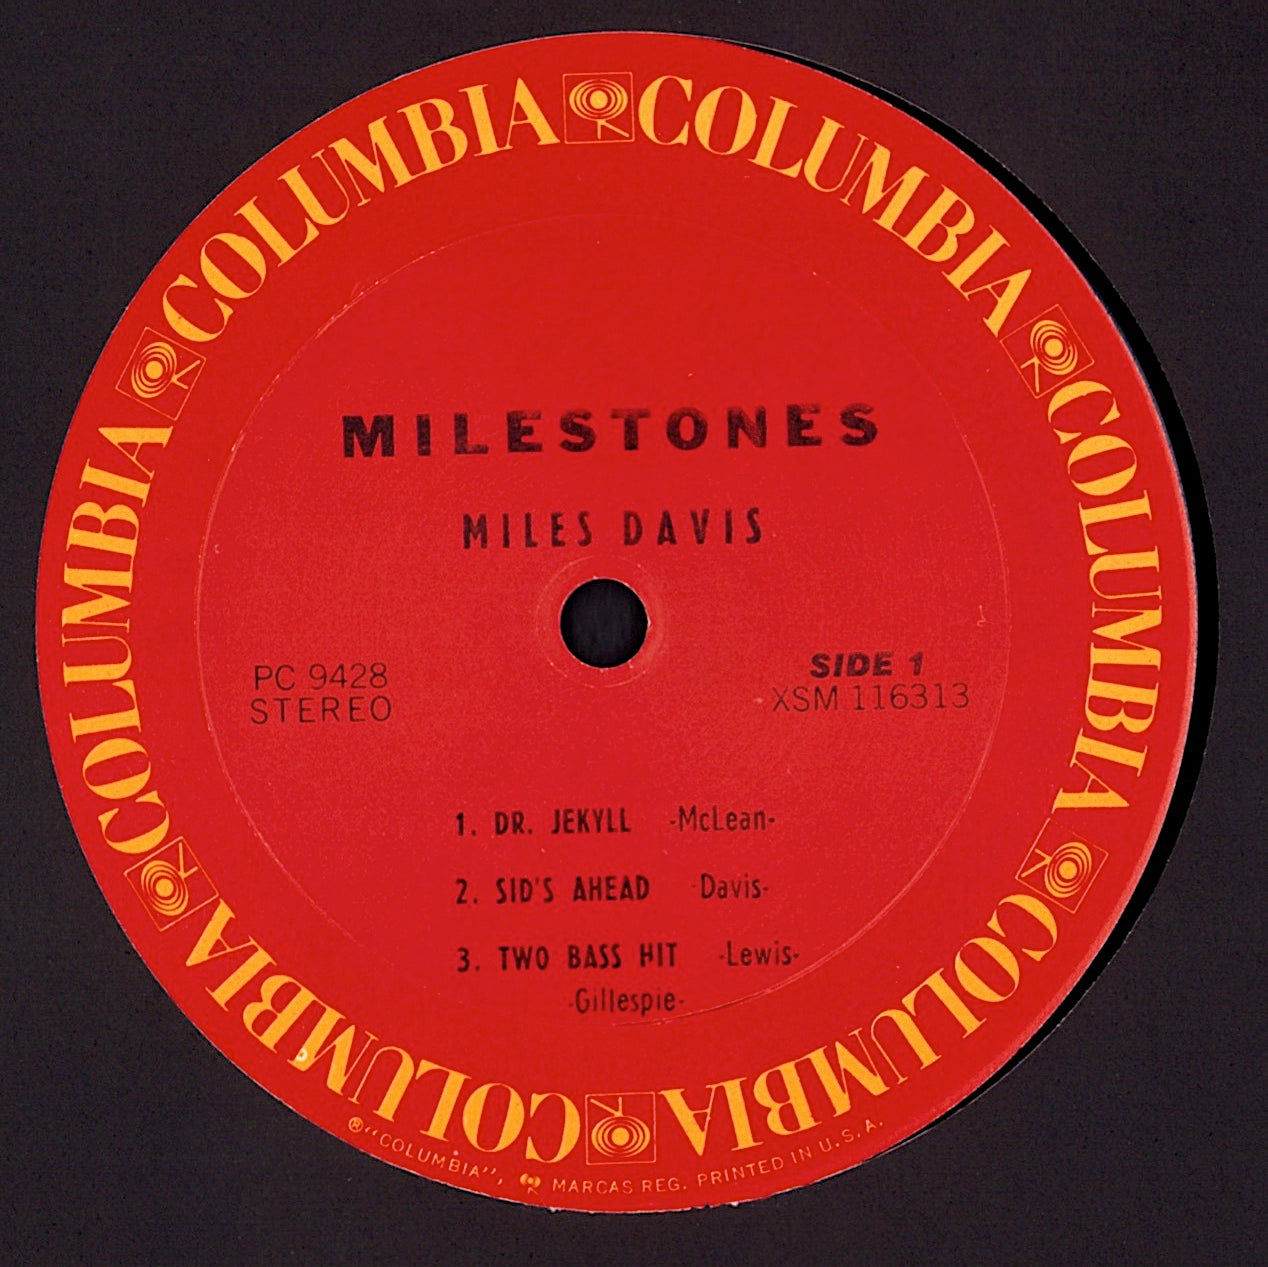 COLUMBIA COLUMBIA COLUMBIA COLUMBIA COLUMBIA COLUMBIA
MILESTONES
MILES DAVIS
PC 9428
STEREO
SIDE 1
XSM 116313
1. DR. JEKYLL -McLean-
2. SID'S AHEAD -Davis-
3. TWO BASS HIT -Lewis-
-Gillespie-
® "COLUMBIA", MARCAS REG. PRINTED IN U.S.A.